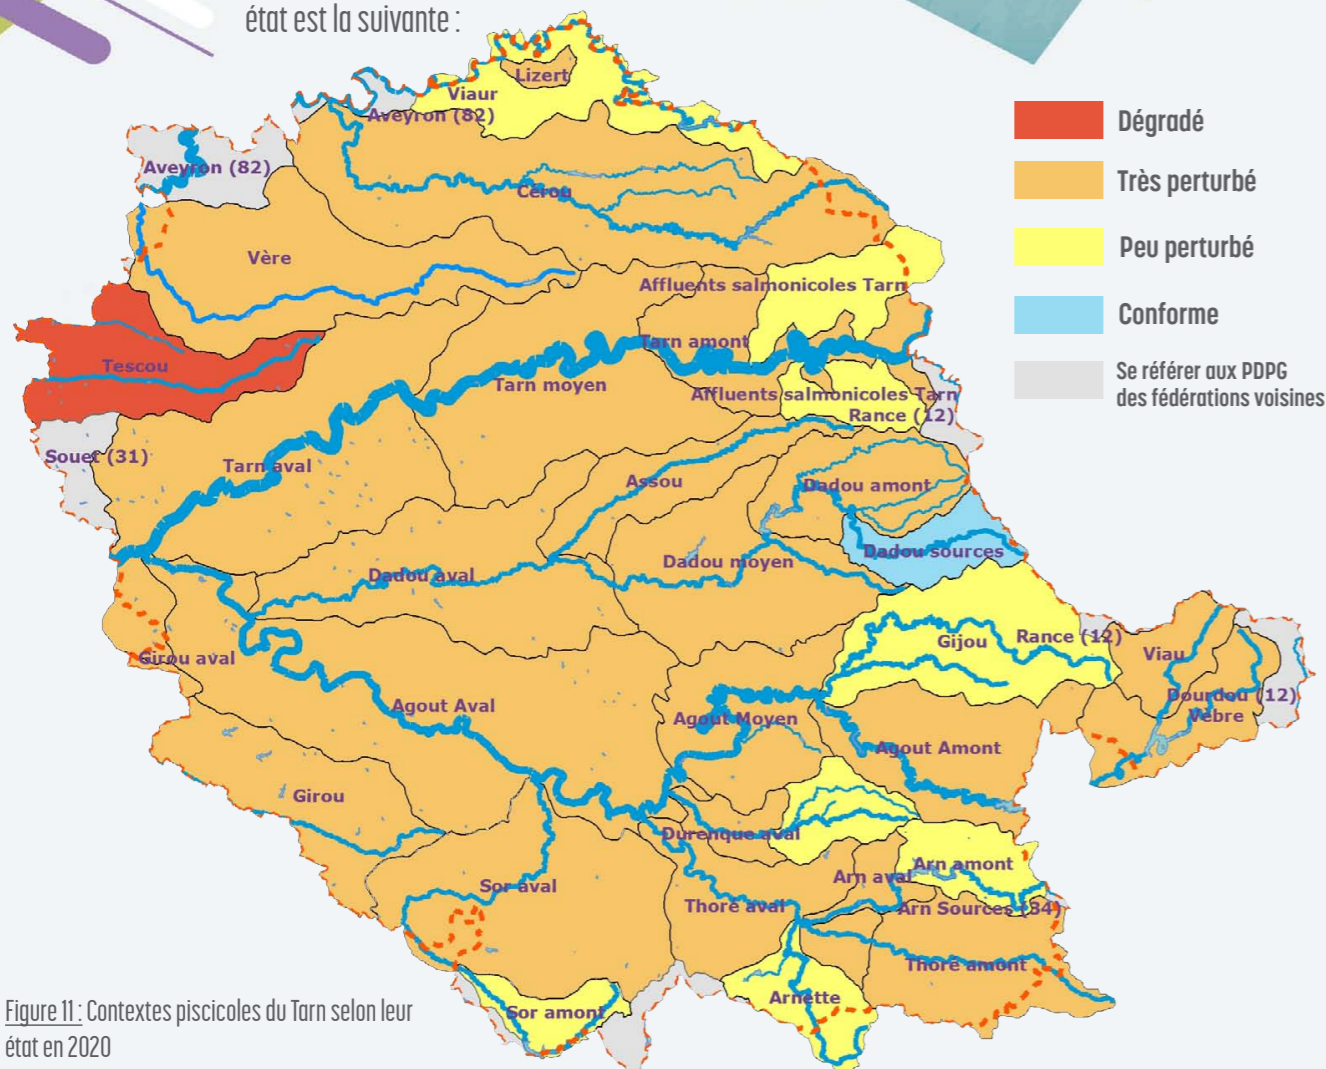 état est la suivante :
Lizert
Viaur
Aveyron (82)
Aveyron (82)
Cérou
Vère
Affluents salmonicoles Tarn
Tarn amont
Tescou
Tarn moyen
Affluents salmonicoles Tarn
Rance (12)
Souet (31)
Tarn aval
Assou
Dadou amont
Dadou sources
Dadou moyen
Dadou aval
Girou aval
Gijou
Rance (12)
Viau
Dourdou (12)
Vèbre
Agout Aval
Agout Moyen
Agout Amont
Girou
Durenque aval
Arn amont
Arn aval
Sor aval
Thoré aval
Arn Sources (34)
Thoré amont
Arnette
Sor amont
Dégradé
Très perturbé
Peu perturbé
Conforme
Se référer aux PDPG
des fédérations voisines
Figure 11 : Contextes piscicoles du Tarn selon leur
état en 2020